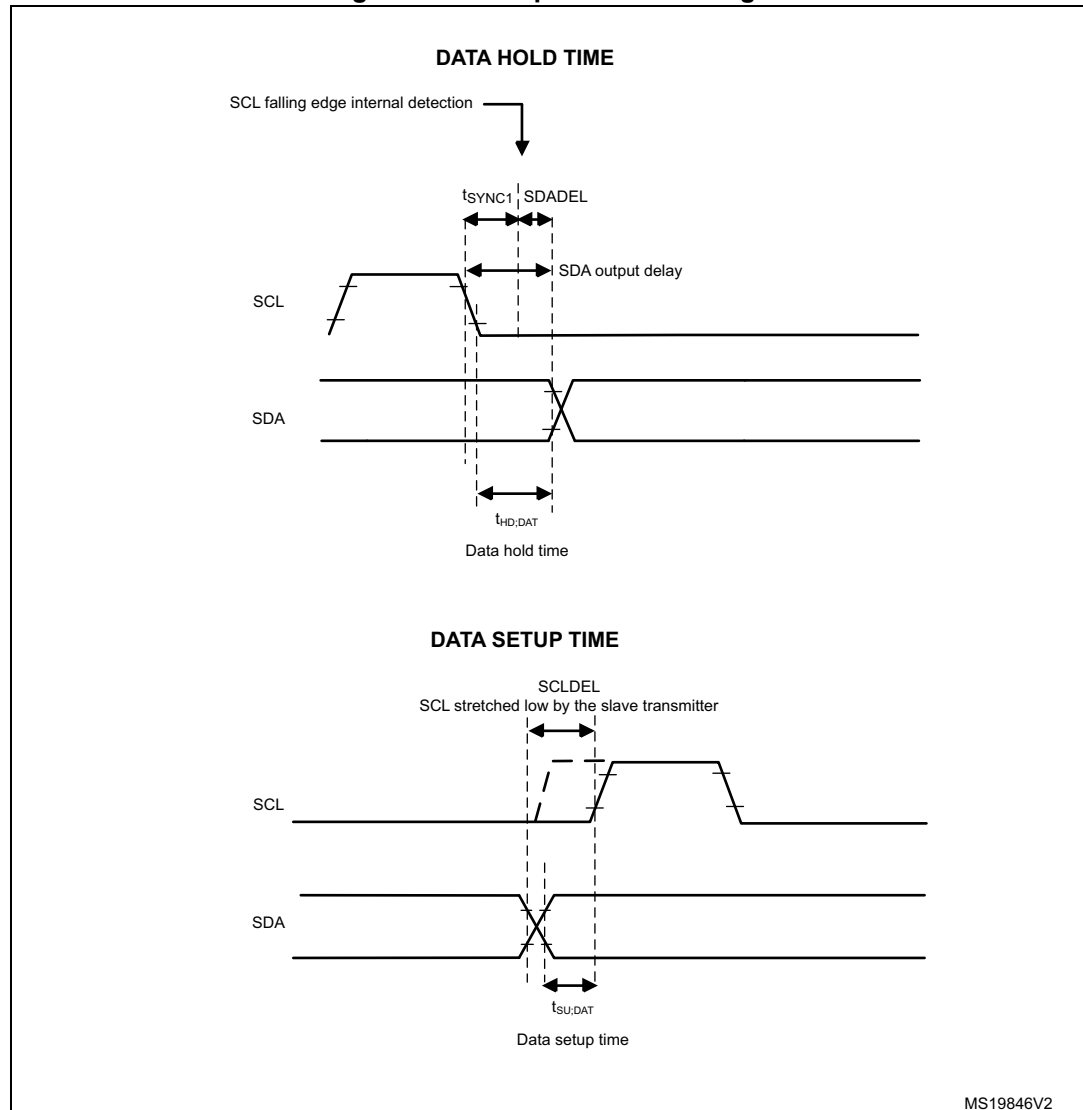 DATA HOLD TIME
SCL falling edge internal detection
tSYNC1 SDADEL
SDA output delay
SCL
SDA
tHD;DAT
Data hold time
DATA SETUP TIME
SCLDEL
SCL stretched low by the slave transmitter
SCL
SDA
tSU;DAT
Data setup time
MS19846V2